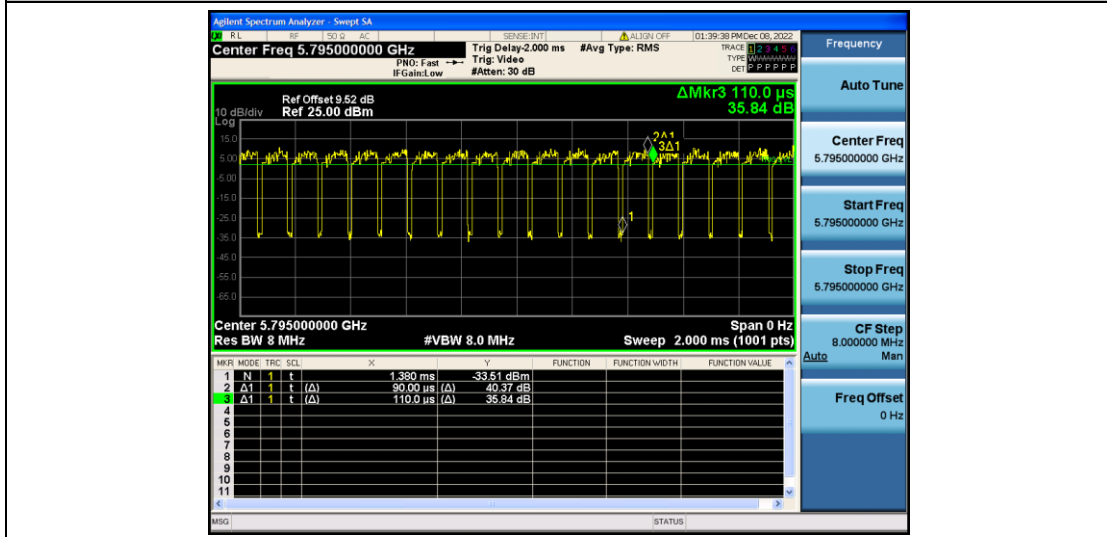 Agilent Spectrum Analyzer - Swept SA
RL RF 50 Ω AC SENSE:INT ALIGN OFF 01:39:38 PM Dec 08, 2022
Center Freq 5.795000000 GHz
Trig Delay-2.000 ms #Avg Type: RMS
TRACE 1 2 3 4 5 6
PNO: Fast Trig: Video
TYPE
IFGain:Low #Atten: 30 dB
DET P P P P P P
ΔMkr3 110.0 µs
35.84 dB
Ref Offset 9.52 dB
10 dB/div Ref 25.00 dBm
Log
15.0
5.00
-5.00
-15.0
-25.0
-35.0
-45.0
-55.0
-65.0
2Δ1
3Δ1
1
Center 5.795000000 GHz Span 0 Hz
Res BW 8 MHz #VBW 8.0 MHz Sweep 2.000 ms (1001 pts)
MKR MODE TRC SCL X Y FUNCTION FUNCTION WIDTH FUNCTION VALUE
1 N 1 t 1.380 ms -33.51 dBm
2 Δ1 1 t (Δ) 90.00 µs (Δ) 40.37 dB
3 Δ1 1 t (Δ) 110.0 µs (Δ) 35.84 dB
4
5
6
7
8
9
10
11
MSG STATUS
Frequency
Auto Tune
Center Freq
5.795000000 GHz
Start Freq
5.795000000 GHz
Stop Freq
5.795000000 GHz
CF Step
8.000000 MHz
Auto Man
Freq Offset
0 Hz